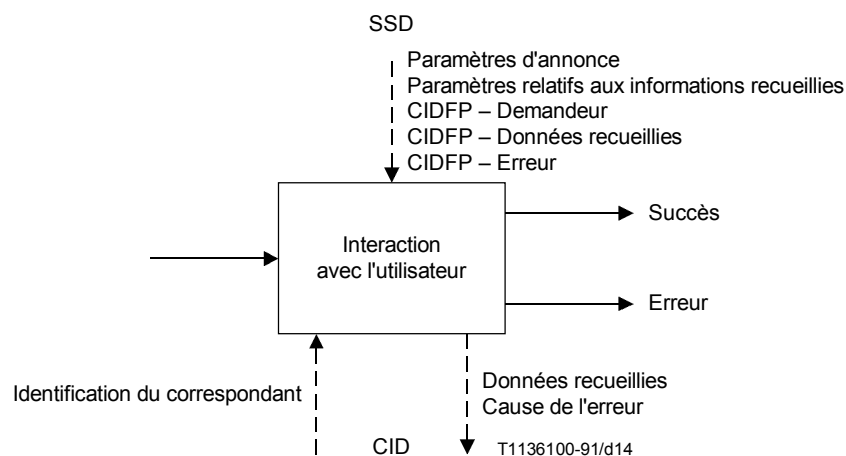 SSD
Paramètres d'annonce
Paramètres relatifs aux informations recueillies
CIDFP – Demandeur
CIDFP – Données recueillies
CIDFP – Erreur
Interaction
avec l'utilisateur
Succès
Erreur
Identification du correspondant
Données recueillies
Cause de l'erreur
CID
T1136100-91/d14